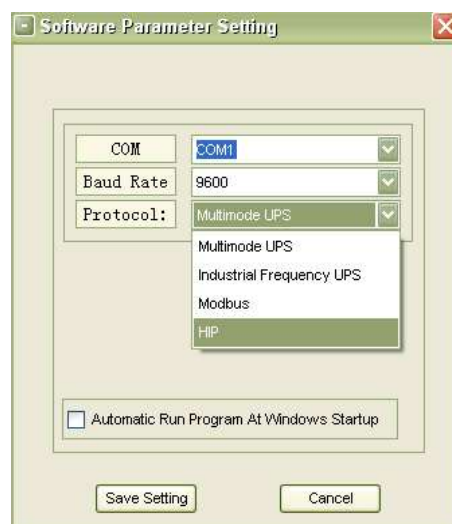 Software Parameter Setting
COM
COM1
Baud Rate
9600
Protocol:
Multimode UPS
Multimode UPS
Industrial Frequency UPS
Modbus
HIP
Automatic Run Program At Windows Startup
Save Setting
Cancel